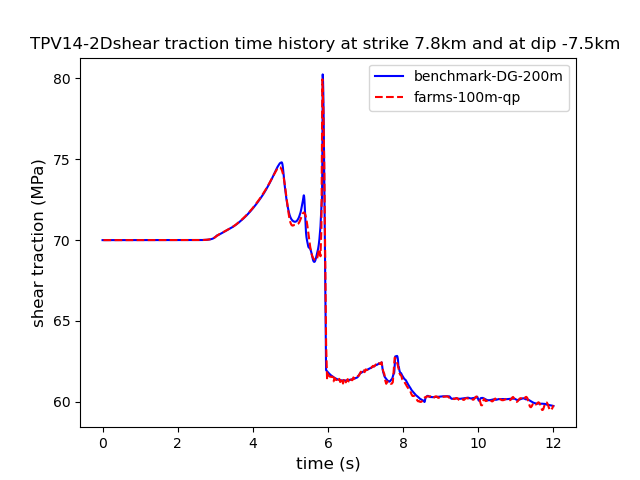 TPV14-2Dshear traction time history at strike 7.8km and at dip -7.5km
benchmark-DG-200m
farms-100m-qp
shear traction (MPa)
80
75
70
65
60
0 2 4 6 8 10 12
time (s)